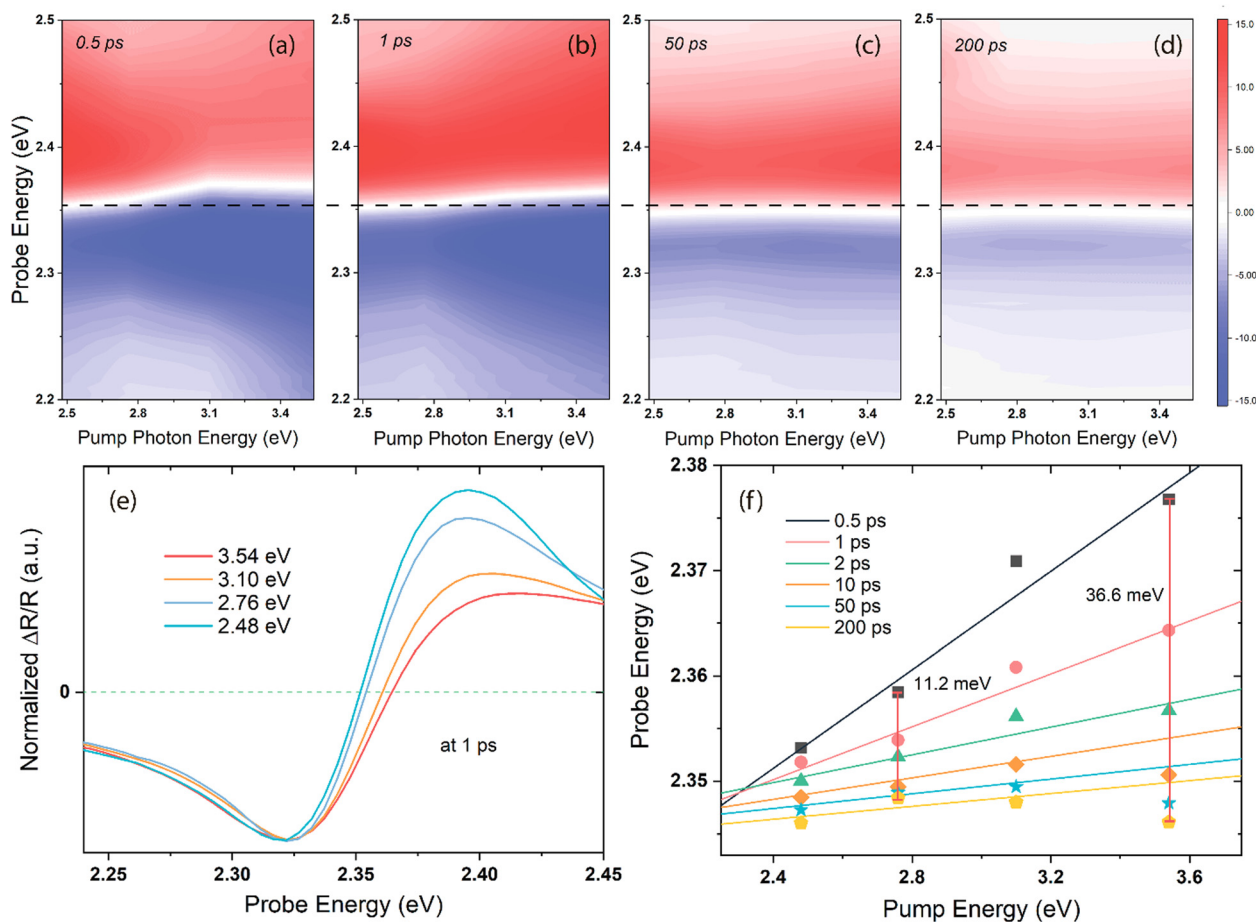 0.5 ps
(a)
1 ps
(b)
50 ps
(c)
200 ps
(d)
2.5
2.4
2.3
2.2
Probe Energy (eV)
2.5 2.8 3.1 3.4
Pump Photon Energy (eV)
2.5
2.4
2.3
2.2
2.5 2.8 3.1 3.4
Pump Photon Energy (eV)
2.5
2.4
2.3
2.2
2.5 2.8 3.1 3.4
Pump Photon Energy (eV)
2.5
2.4
2.3
2.2
2.5 2.8 3.1 3.4
Pump Photon Energy (eV)
15.0
10.0
5.00
0.00
-5.00
-10.0
-15.0
(e)
Normalized ΔR/R (a.u.)
0
3.54 eV
3.10 eV
2.76 eV
2.48 eV
at 1 ps
2.25 2.30 2.35 2.40 2.45
Probe Energy (eV)
(f)
Probe Energy (eV)
2.38
2.37
2.36
2.35
0.5 ps
1 ps
2 ps
10 ps
50 ps
200 ps
11.2 meV
36.6 meV
2.4 2.8 3.2 3.6
Pump Energy (eV)